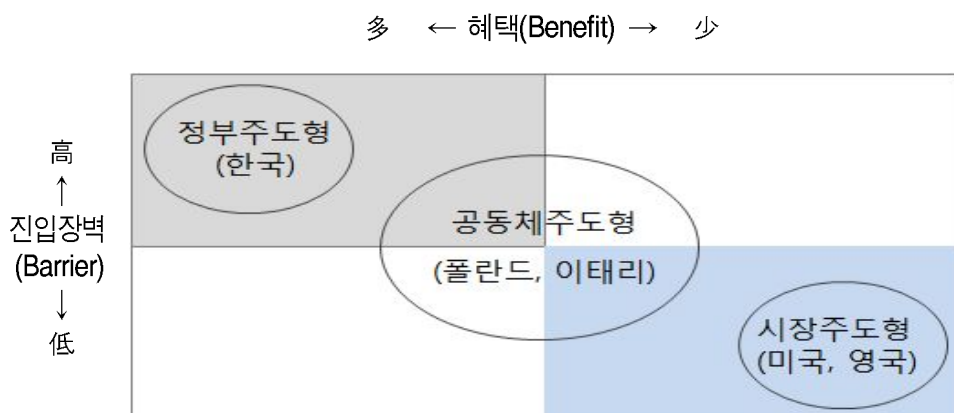 多 ← 혜택(Benefit) → 少
高
↑
진입장벽
(Barrier)
↓
低
정부주도형
(한국)
공동체주도형
(폴란드, 이태리)
시장주도형
(미국, 영국)